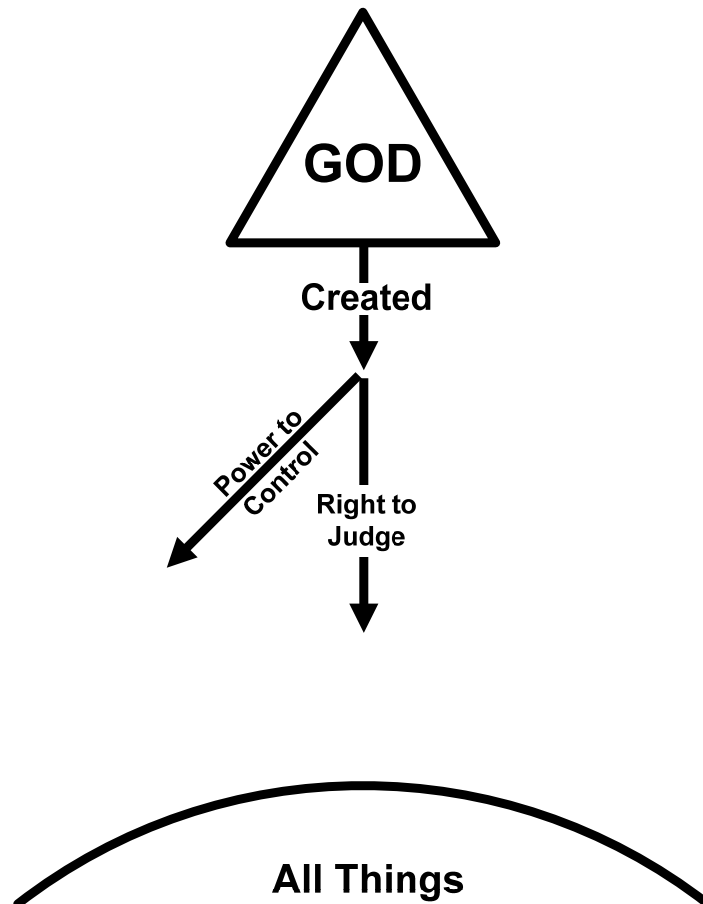 GOD
Created
Power to
Control
Right to
Judge
All Things